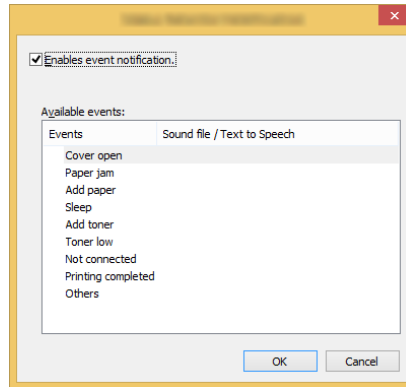 Enables event notification.
Available events:
Events Sound file / Text to Speech
Cover open
Paper jam
Add paper
Sleep
Add toner
Toner low
Not connected
Printing completed
Others
OK Cancel